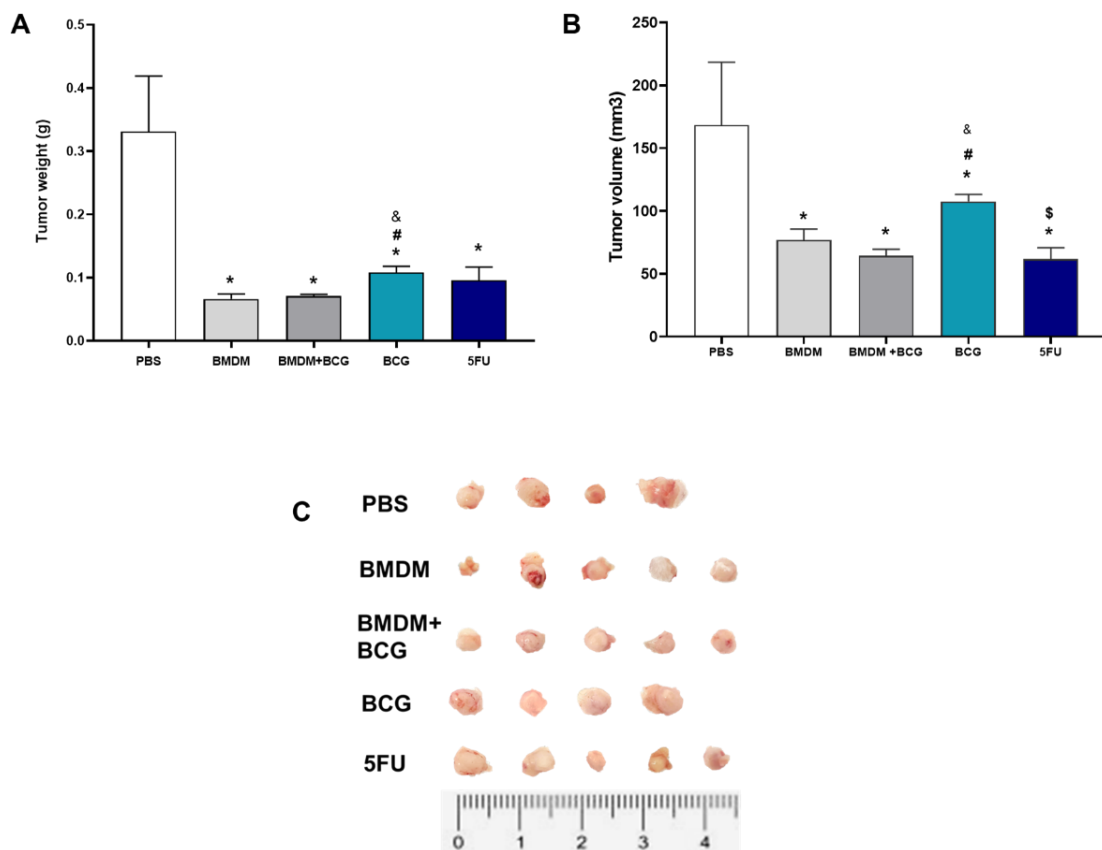 A
Tumor weight (g)
0.5
0.4
0.3
0.2
0.1
0.0
*
*
&
#
*
*
PBS
BMDM
BMDM+BCG
BCG
5FU
B
Tumor volume (mm3)
250
200
150
100
50
0
*
*
&
#
*
$
*
PBS
BMDM
BMDM +BCG
BCG
5FU
C
PBS
BMDM
BMDM+
BCG
BCG
5FU
0 1 2 3 4